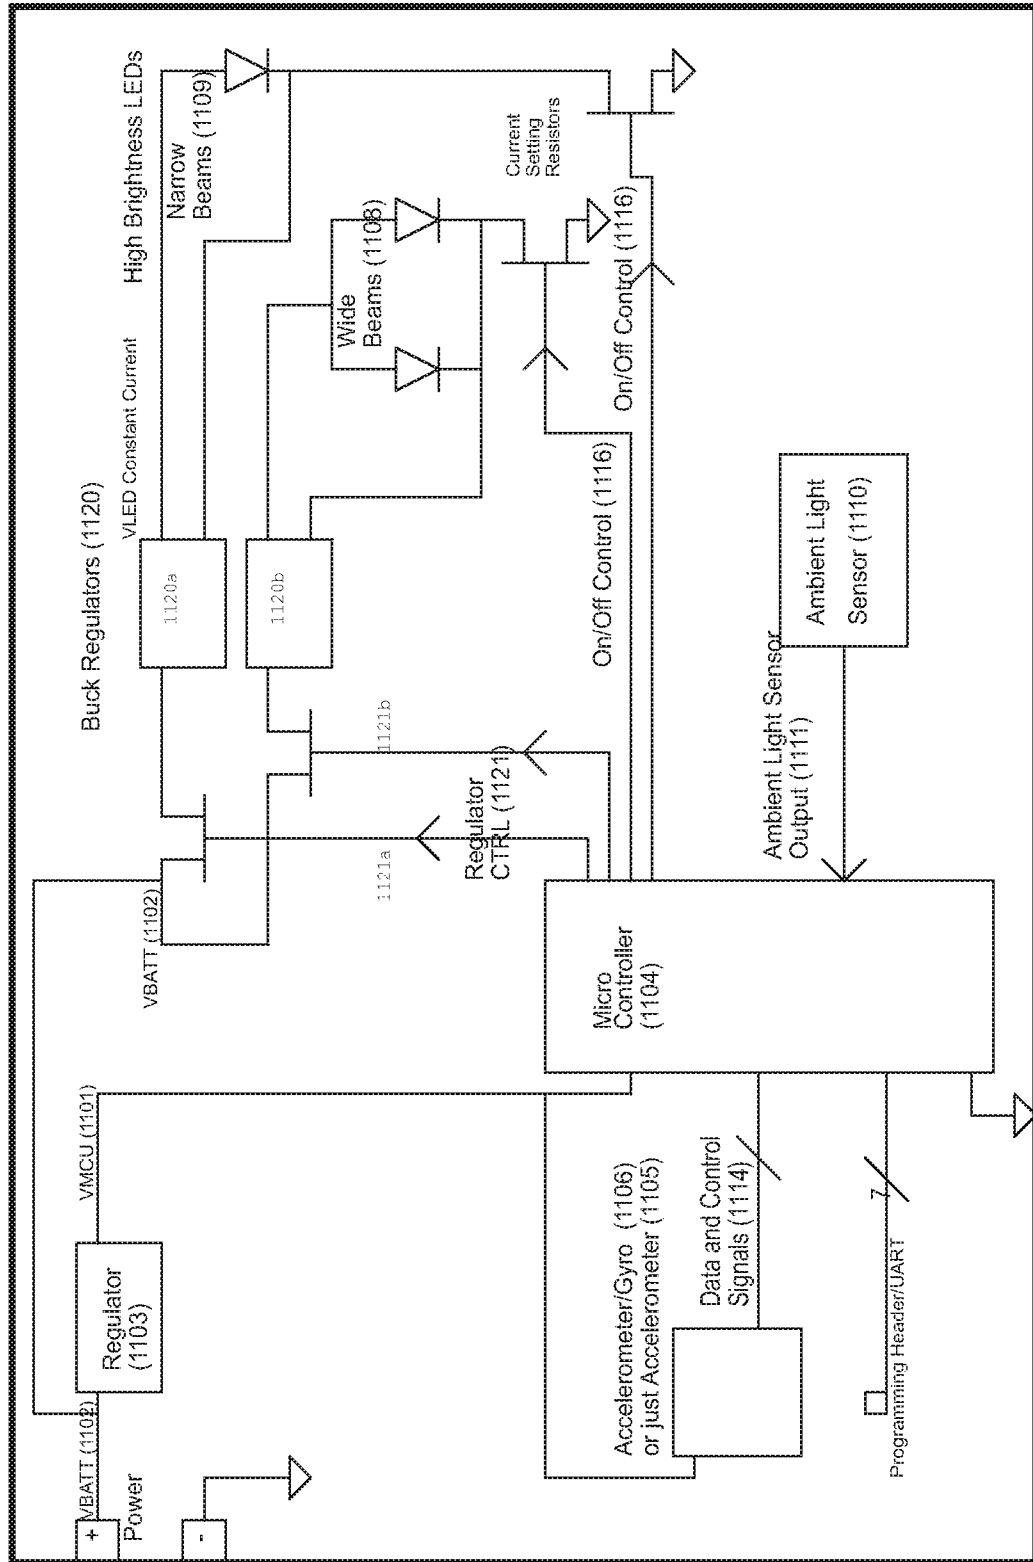 High Brightness LEDs
Narrow
Beams (1109)
VLED Constant Current
Buck Regulators (1120)
1120a
1120b
Wide
Beams (1108)
Current
Setting
Resistors
On/Off Control (1116)
On/Off Control (1116)
1121b
1121a
Regulator
CTRL (1121)
VBATT (1102)
VMCU (1101)
Regulator
(1103)
VBATT (1102)
+
Power
-
Micro
Controller
(1104)
Ambient Light
Sensor (1110)
Ambient Light Sensor
Output (1111)
Accelerometer/Gyro (1106)
or just Accelerometer (1105)
Data and Control
Signals (1114)
7
Programming Header/UART